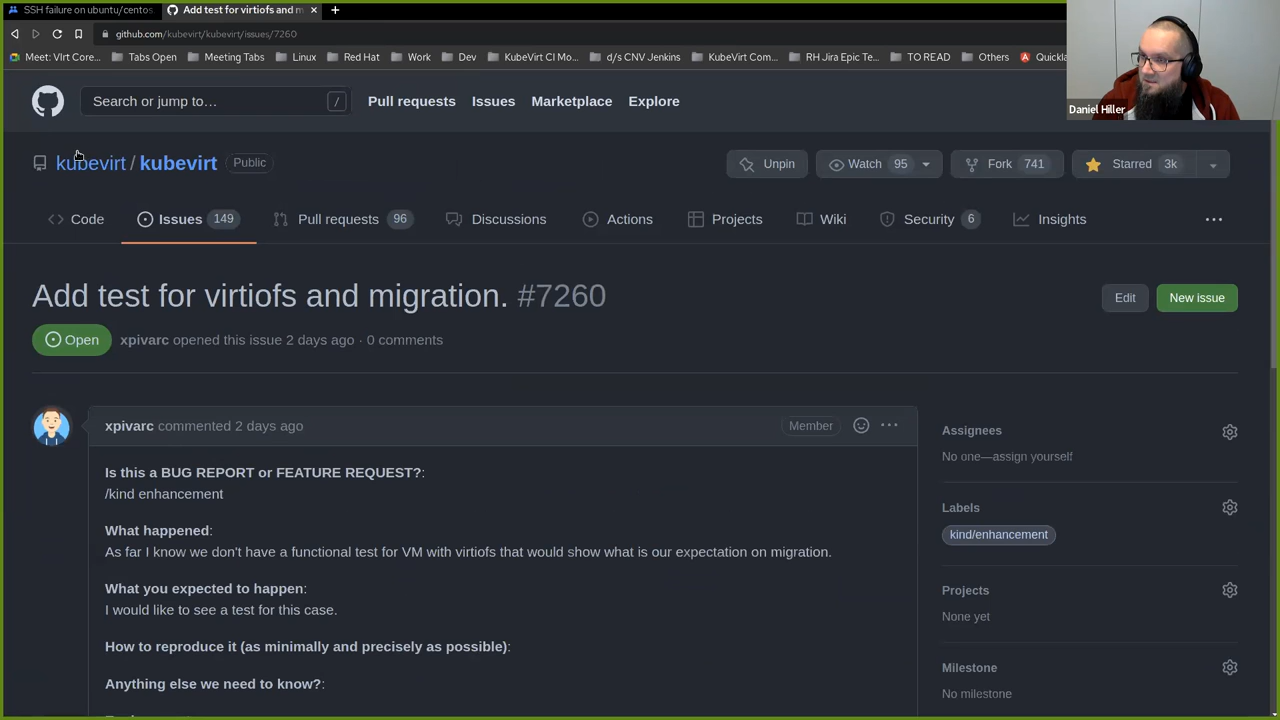 SSH failure on ubuntu/centos
Add test for virtiofs and m
github.com/kubevirt/kubevirt/issues/7260
Meet: VIrt Core...
Tabs Open
Meeting Tabs
Linux
Red Hat
Work
Dev
KubeVirt CI Mo...
d/s CNV Jenkins
KubeVirt Com...
RH Jira Epic Te...
TO READ
Others
Quickla
Daniel Hiller
Search or jump to...
/
Pull requests
Issues
Marketplace
Explore
kubevirt / kubevirt
Public
Unpin
Watch 95
Fork 741
Starred 3k
Code
Issues 149
Pull requests 96
Discussions
Actions
Projects
Wiki
Security 6
Insights
Add test for virtiofs and migration. #7260
Edit
New issue
Open
xpivarc opened this issue 2 days ago · 0 comments
xpivarc commented 2 days ago
Member
Is this a BUG REPORT or FEATURE REQUEST?:
/kind enhancement
What happened:
As far I know we don't have a functional test for VM with virtiofs that would show what is our expectation on migration.
What you expected to happen:
I would like to see a test for this case.
How to reproduce it (as minimally and precisely as possible):
Anything else we need to know?:
Assignees
No one—assign yourself
Labels
kind/enhancement
Projects
None yet
Milestone
No milestone